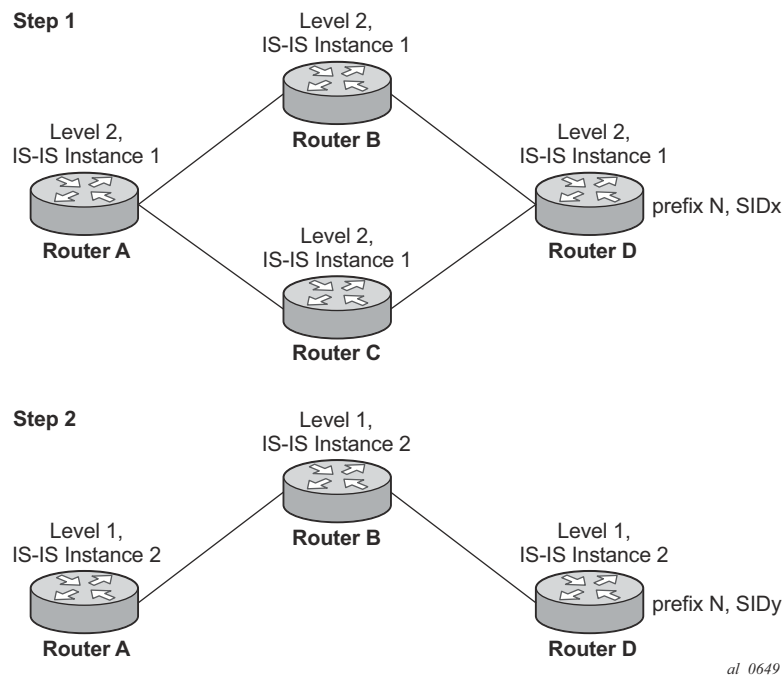 Step 1
Level 2,
IS-IS Instance 1
Router B
Level 2,
IS-IS Instance 1
Router A
Level 2,
IS-IS Instance 1
prefix N, SIDx
Router D
Level 2,
IS-IS Instance 1
Router C
Step 2
Level 1,
IS-IS Instance 2
Router B
Level 1,
IS-IS Instance 2
Router A
Level 1,
IS-IS Instance 2
prefix N, SIDy
Router D
al_0649